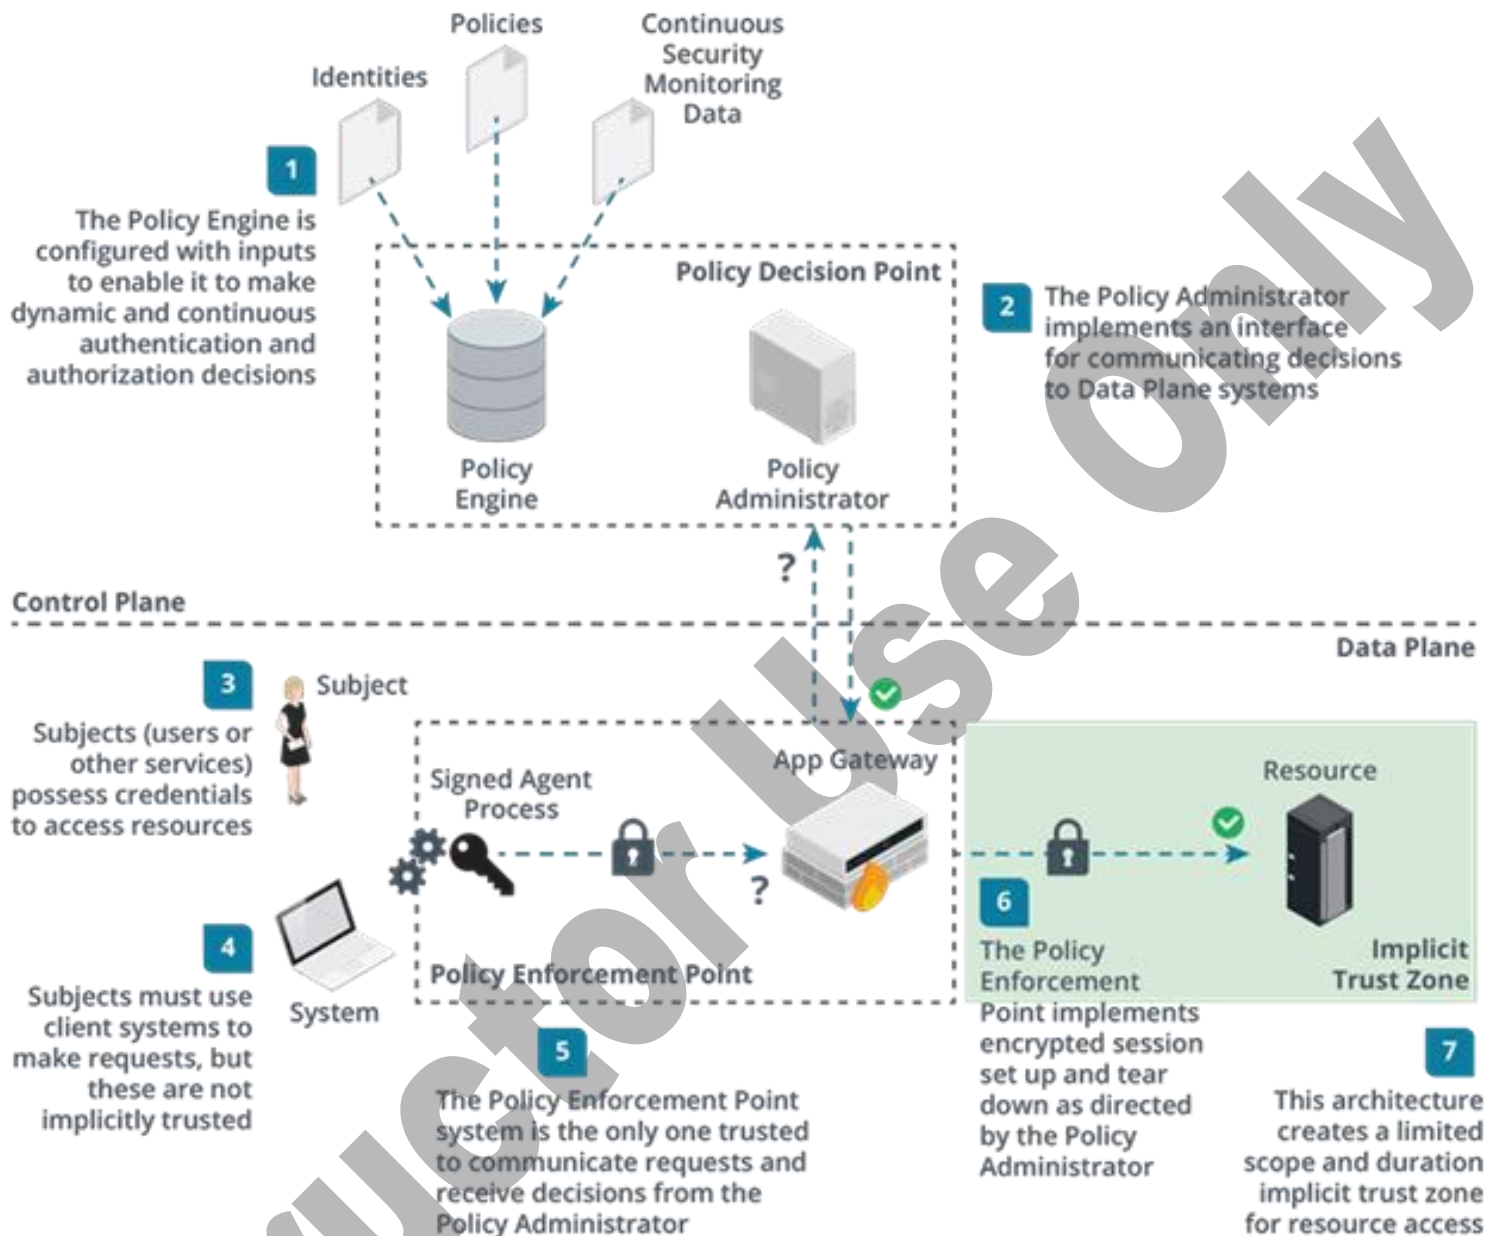 Policies
Continuous
Security
Monitoring
Data
Identities
1
The Policy Engine is
configured with inputs
to enable it to make
dynamic and continuous
authentication and
authorization decisions
Policy Decision Point
Policy
Engine
Policy
Administrator
2
The Policy Administrator
implements an interface
for communicating decisions
to Data Plane systems
?
Control Plane
Data Plane
3
Subject
Subjects (users or
other services)
possess credentials
to access resources
Signed Agent
Process
App Gateway
?
Policy Enforcement Point
Resource
Implicit
Trust Zone
4
System
Subjects must use
client systems to
make requests, but
these are not
implicitly trusted
5
The Policy Enforcement Point
system is the only one trusted
to communicate requests and
receive decisions from the
Policy Administrator
6
The Policy
Enforcement
Point implements
encrypted session
set up and tear
down as directed
by the Policy
Administrator
7
This architecture
creates a limited
scope and duration
implicit trust zone
for resource access
ructor Use Only